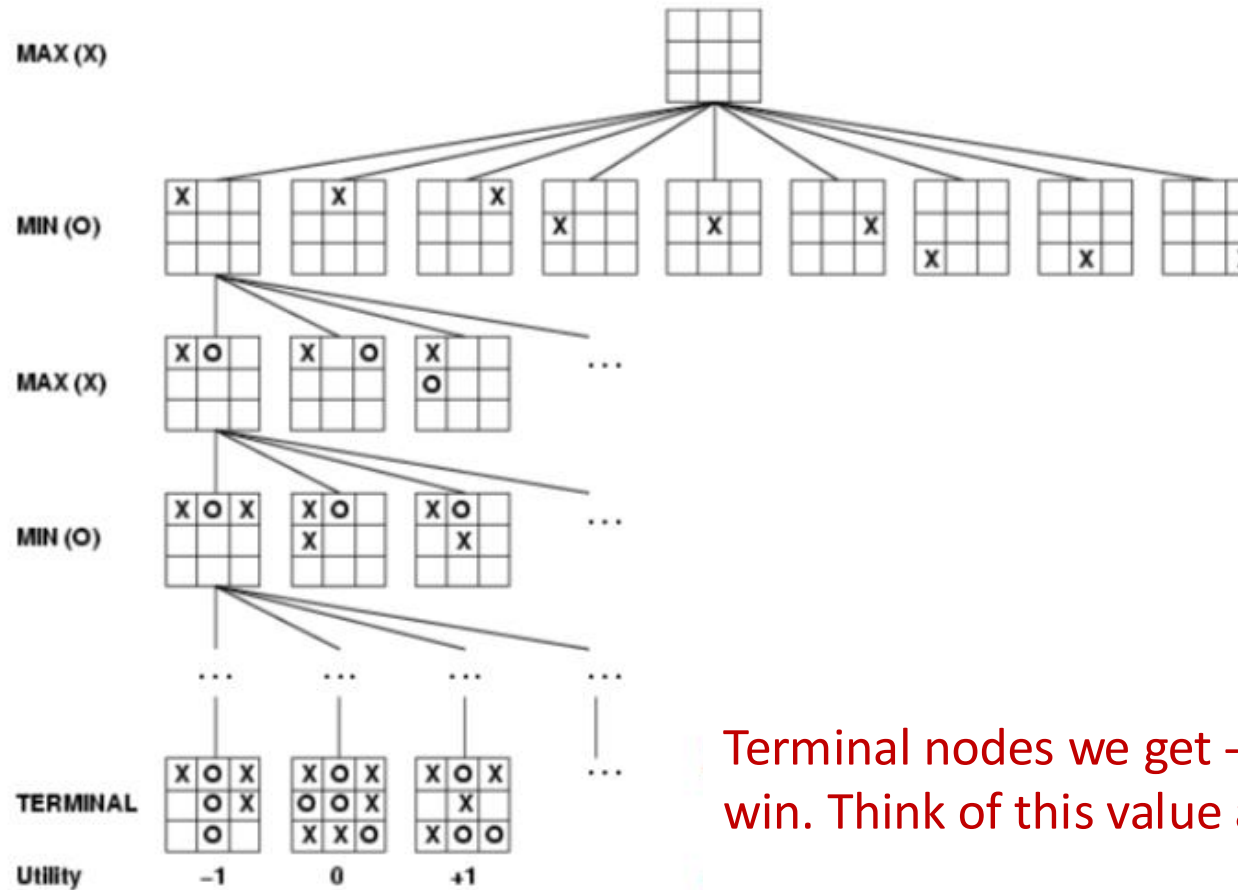 MAX (X)
MIN (O)
X X X X X X X X
MAX (X)
X O X O X
O
...
MIN (O)
X O X X O X O
X X
...
... ... ... ...
TERMINAL
X O X X O X X O X
O X O O X X
O X X O X O O
...
Utility -1 0 +1
Terminal nodes we get -
win. Think of this value